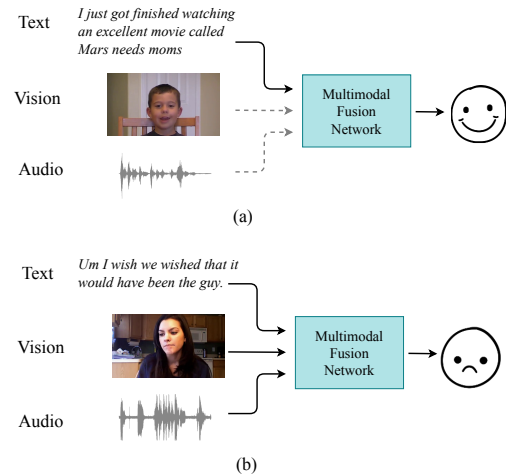 Text
I just got finished watching
an excellent movie called
Mars needs moms
Vision
Audio
Multimodal
Fusion
Network
(a)
Text
Um I wish we wished that it
would have been the guy.
Vision
Audio
Multimodal
Fusion
Network
(b)